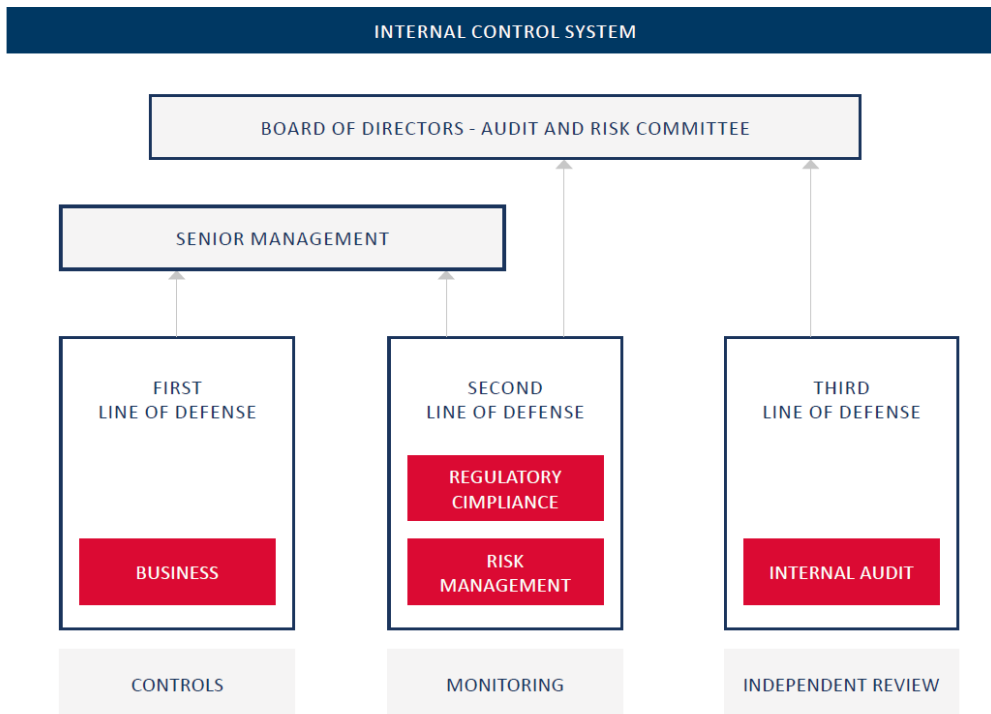 INTERNAL CONTROL SYSTEM
BOARD OF DIRECTORS - AUDIT AND RISK COMMITTEE
SENIOR MANAGEMENT
FIRST
LINE OF DEFENSE
BUSINESS
CONTROLS
SECOND
LINE OF DEFENSE
REGULATORY
CIMPLIANCE
RISK
MANAGEMENT
MONITORING
THIRD
LINE OF DEFENSE
INTERNAL AUDIT
INDEPENDENT REVIEW